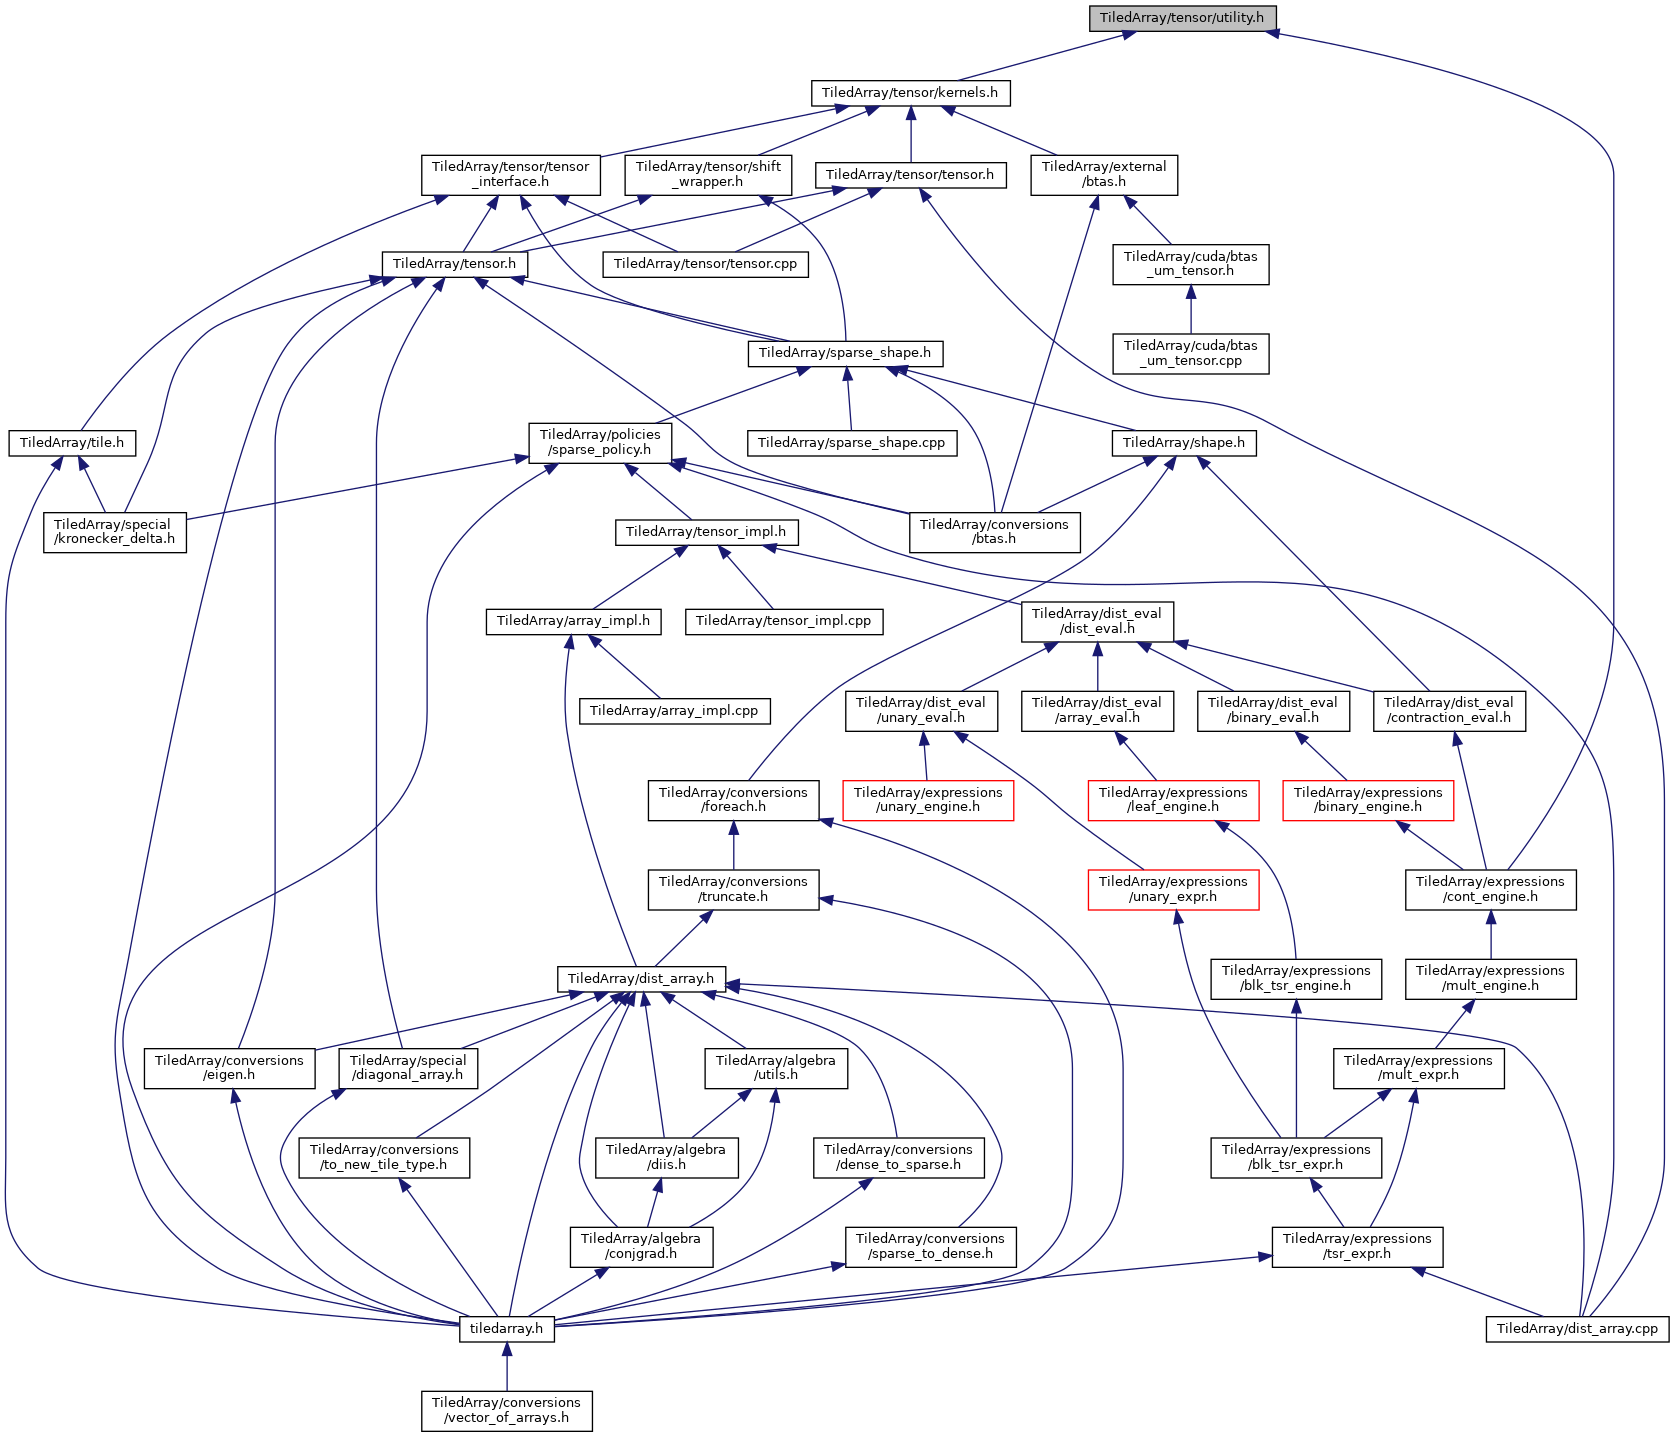 TiledArray/tensor/utility.h
TiledArray/tensor/kernels.h
TiledArray/tensor/tensor
_interface.h
TiledArray/tensor/shift
_wrapper.h
TiledArray/tensor/tensor.h
TiledArray/external
/btas.h
TiledArray/tensor.h
TiledArray/tensor/tensor.cpp
TiledArray/cuda/btas
_um_tensor.h
TiledArray/sparse_shape.h
TiledArray/cuda/btas
_um_tensor.cpp
TiledArray/tile.h
TiledArray/policies
/sparse_policy.h
TiledArray/sparse_shape.cpp
TiledArray/shape.h
TiledArray/special
/kronecker_delta.h
TiledArray/tensor_impl.h
TiledArray/conversions
/btas.h
TiledArray/array_impl.h
TiledArray/tensor_impl.cpp
TiledArray/dist_eval
/dist_eval.h
TiledArray/array_impl.cpp
TiledArray/dist_eval
/unary_eval.h
TiledArray/dist_eval
/array_eval.h
TiledArray/dist_eval
/binary_eval.h
TiledArray/dist_eval
/contraction_eval.h
TiledArray/conversions
/foreach.h
TiledArray/expressions
/unary_engine.h
TiledArray/expressions
/leaf_engine.h
TiledArray/expressions
/binary_engine.h
TiledArray/conversions
/truncate.h
TiledArray/expressions
/unary_expr.h
TiledArray/expressions
/cont_engine.h
TiledArray/dist_array.h
TiledArray/expressions
/blk_tsr_engine.h
TiledArray/expressions
/mult_engine.h
TiledArray/conversions
/eigen.h
TiledArray/special
/diagonal_array.h
TiledArray/algebra
/utils.h
TiledArray/expressions
/mult_expr.h
TiledArray/conversions
/to_new_tile_type.h
TiledArray/algebra
/diis.h
TiledArray/conversions
/dense_to_sparse.h
TiledArray/expressions
/blk_tsr_expr.h
TiledArray/algebra
/conjgrad.h
TiledArray/conversions
/sparse_to_dense.h
TiledArray/expressions
/tsr_expr.h
tiledarray.h
TiledArray/dist_array.cpp
TiledArray/conversions
/vector_of_arrays.h